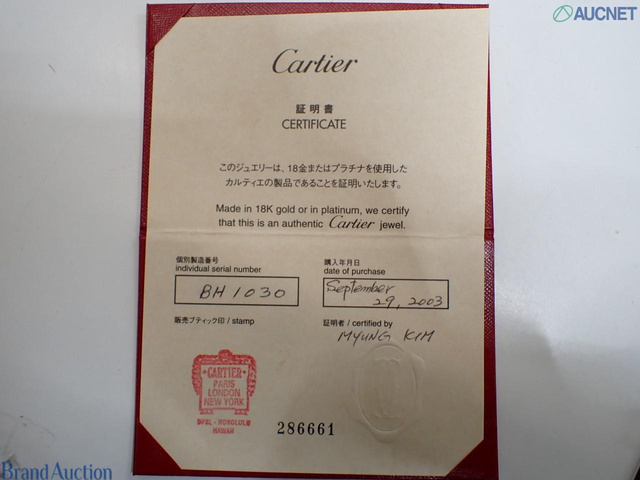 AUCNET
Cartier
証明書
CERTIFICATE
このジュエリーは、18金またはプラチナを使用した
カルティエの製品であることを証明いたします。
Made in 18K gold or in platinum, we certify
that this is an authentic Cartier jewel.
個別製造番号
individual serial number
BH1030
購入年月日
date of purchase
September
29, 2003
販売ブティック印 / stamp
証明者 / certified by
MYUNG KIM
CARTIER
PARIS
LONDON
NEW YORK
HONOLULU
HAWAII
286661
Brand Auction